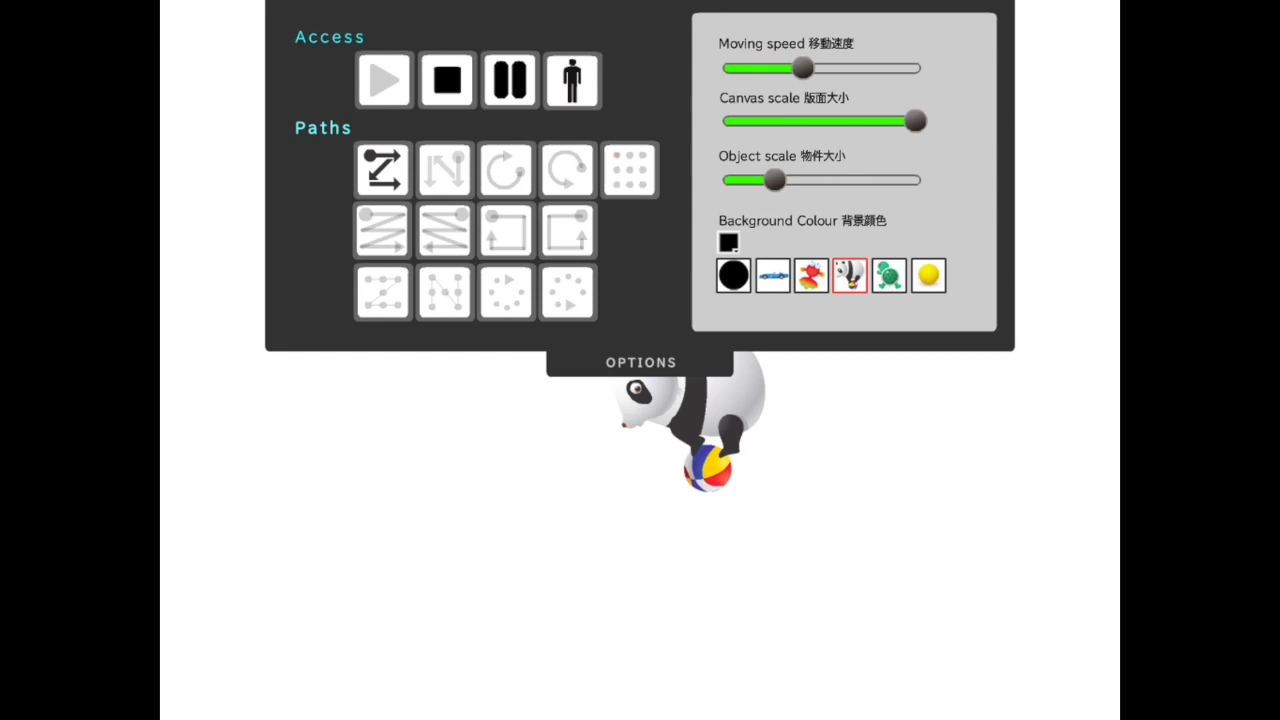 Access
Moving speed 移動速度
Canvas scale 版面大小
Paths
Object scale 物件大小
Background Colour 背景顏色
OPTIONS